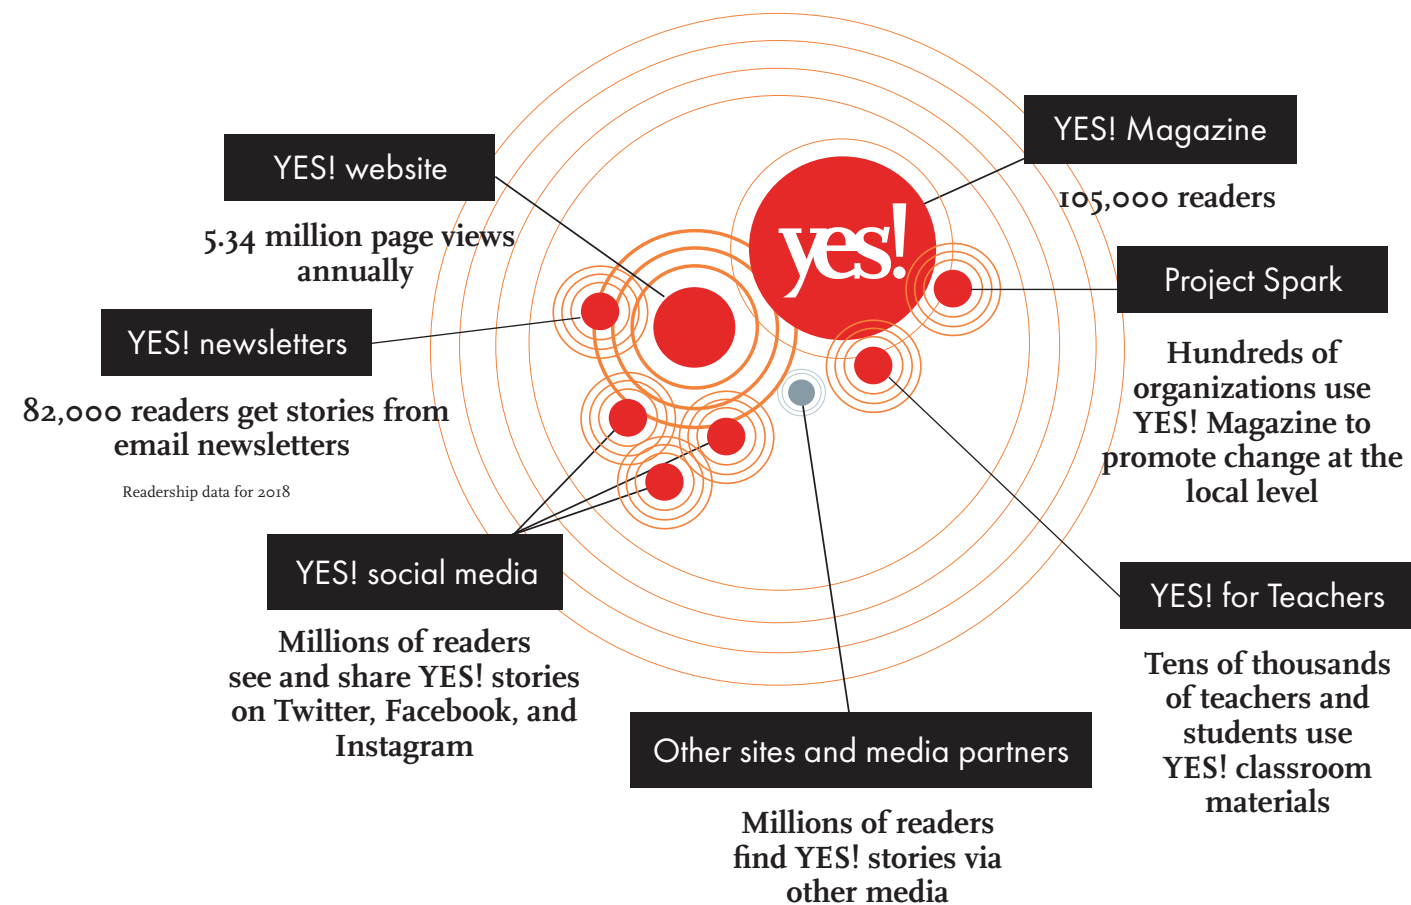 YES! website
5.34 million page views
annually
YES! newsletters
82,000 readers get stories from
email newsletters
Readership data for 2018
YES! social media
Millions of readers
see and share YES! stories
on Twitter, Facebook, and
Instagram
yes!
YES! Magazine
105,000 readers
Project Spark
Hundreds of
organizations use
YES! Magazine to
promote change at the
local level
YES! for Teachers
Tens of thousands
of teachers and
students use
YES! classroom
materials
Other sites and media partners
Millions of readers
find YES! stories via
other media